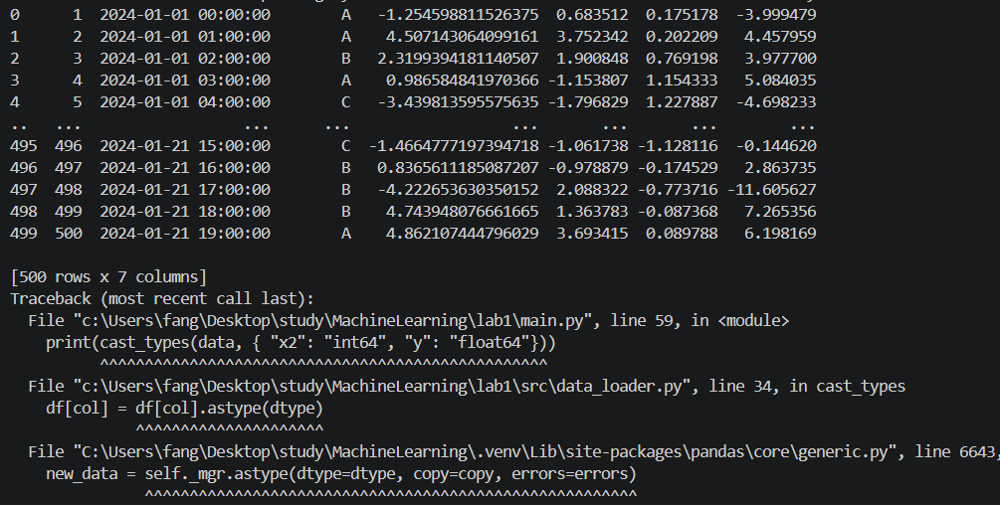 0      1  2024-01-01 00:00:00      A  -1.254598811526375  0.683512  0.175178  -3.999479
1      2  2024-01-01 01:00:00      A   4.507143064099161  3.752342  0.202209   4.457959
2      3  2024-01-01 02:00:00      B  2.3199394181140507  1.900848  0.769198   3.977700
3      4  2024-01-01 03:00:00      A   0.986584841970366 -1.153807  1.154333   5.084035
4      5  2024-01-01 04:00:00      C  -3.439813595575635 -1.796829  1.227887  -4.698233
..   ...                  ...    ...                 ...       ...       ...        ...
495  496  2024-01-21 15:00:00      C -1.4664777197394718 -1.061738 -1.128116  -0.144620
496  497  2024-01-21 16:00:00      B  0.8365611185087207 -0.978879 -0.174529   2.863735
497  498  2024-01-21 17:00:00      B  -4.222653630350152  2.088322 -0.773716 -11.605627
498  499  2024-01-21 18:00:00      B   4.743948076661665  1.363783 -0.087368   7.265356
499  500  2024-01-21 19:00:00      A   4.862107444796029  3.693415  0.089788   6.198169
[500 rows x 7 columns]
Traceback (most recent call last):
  File "c:\Users\fang\Desktop\study\MachineLearning\lab1\main.py", line 59, in <module>
    print(cast_types(data, { "x2": "int64", "y": "float64"}))
          ^^^^^^^^^^^^^^^^^^^^^^^^^^^^^^^^^^^^^^^^^^^^^^^^^^
  File "c:\Users\fang\Desktop\study\MachineLearning\lab1\src\data_loader.py", line 34, in cast_types
    df[col] = df[col].astype(dtype)
              ^^^^^^^^^^^^^^^^^^^^^
  File "C:\Users\fang\Desktop\study\MachineLearning\.venv\Lib\site-packages\pandas\core\generic.py", line 6643,
    new_data = self._mgr.astype(dtype=dtype, copy=copy, errors=errors)
               ^^^^^^^^^^^^^^^^^^^^^^^^^^^^^^^^^^^^^^^^^^^^^^^^^^^^^^^